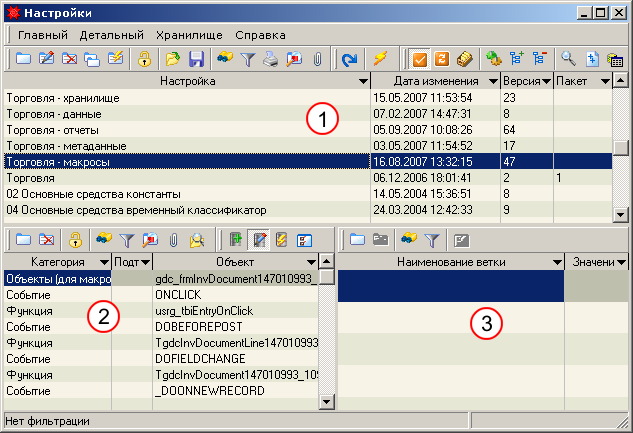 Настройки
Главный Детальный Хранилище Справка
Настройка Дата изменения Версия Пакет
Торговля - хранилище 15.05.2007 11:53:54 23
Торговля - данные 07.02.2007 14:47:31 8
Торговля - отчеты 05.09.2007 10:08:26 64
Торговля - метаданные 03.05.2007 11:54:52 17
Торговля - макросы 16.08.2007 13:32:15 47
Торговля 06.12.2006 18:01:41 2 1
02 Основные средства константы 14.05.2004 15:36:51 8
04 Основные средства временный классификатор 24.03.2004 12:42:33 9
1
Категория Подт Объект
Объекты (для макро gdc_frmInvDocument147010993_
Событие ONCLICK
Функция usrg_tbiEntryOnClick
Событие DOBEFOREPOST
Функция TgdcInvDocumentLine147010993_
Событие DOFIELDCHANGE
Функция TgdcInvDocument147010993_109
Событие _DOONNEWRECORD
2
Наименование ветки Значени
3
Нет фильтрации